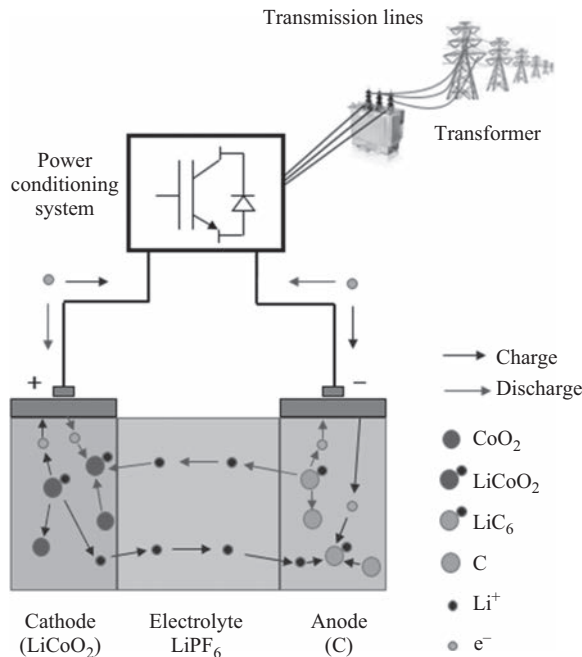 Transmission lines
Transformer
Power
conditioning
system
+
−
Charge
Discharge
CoO₂
LiCoO₂
LiC₆
C
Li⁺
e⁻
Cathode
(LiCoO₂)
Electrolyte
LiPF₆
Anode
(C)